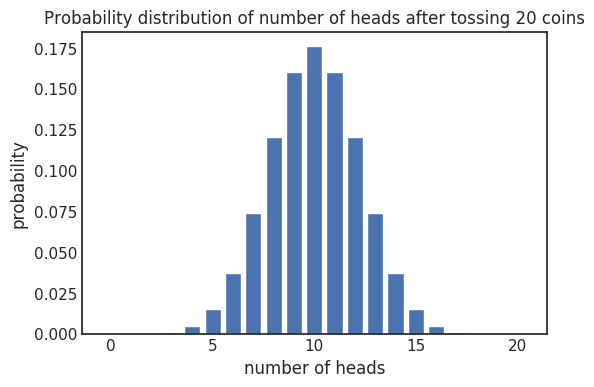 Probability distribution of number of heads after tossing 20 coins
0.175
0.150
0.125
0.100
0.075
0.050
0.025
0.000
probability
0 5 10 15 20
number of heads